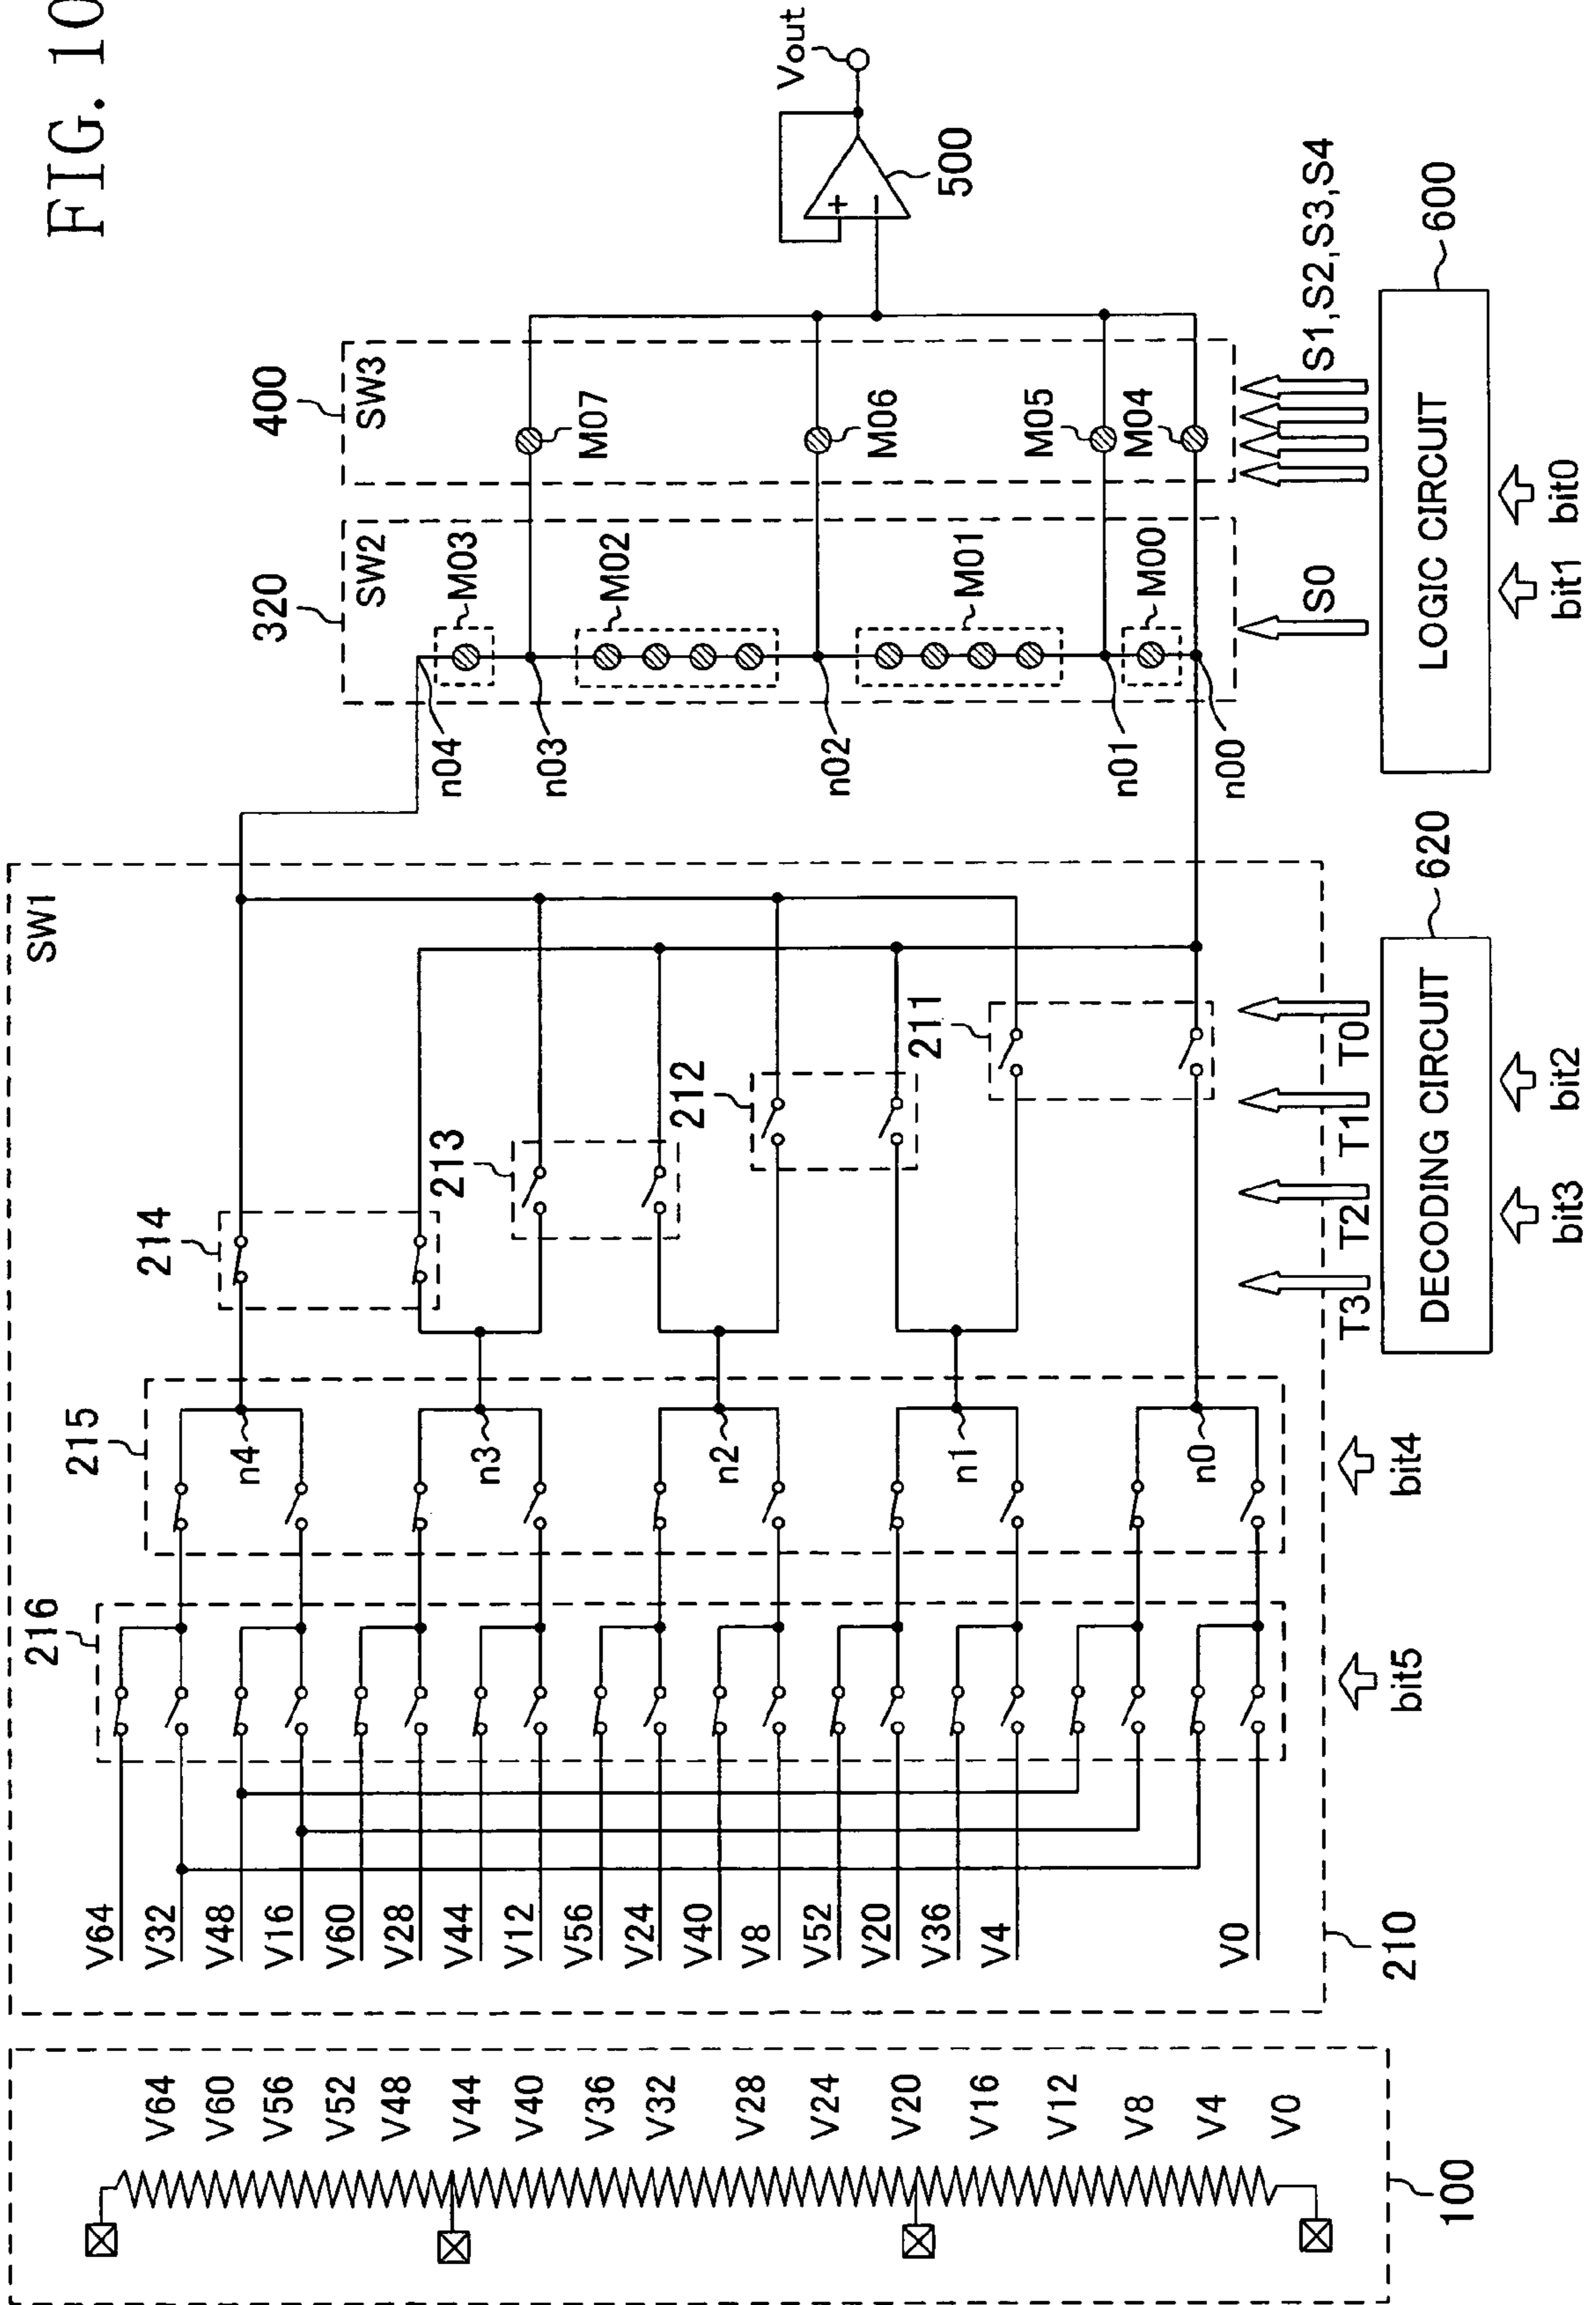 FIG. 10
Vout
+
−
500
400
SW3
M07
M06
M05
M04
S1,S2,S3,S4
600
LOGIC CIRCUIT
bit0
bit1
320
SW2
M03
M02
M01
M00
S0
n04
n03
n02
n01
n00
SW1
214
213
212
211
T0
T1
T2
T3
620
DECODING CIRCUIT
bit2
bit3
215
n4
n3
n2
n1
n0
bit4
216
bit5
V64
V32
V48
V16
V60
V28
V44
V12
V56
V24
V40
V8
V52
V20
V36
V4
V0
210
V64
V60
V56
V52
V48
V44
V40
V36
V32
V28
V24
V20
V16
V12
V8
V4
V0
100